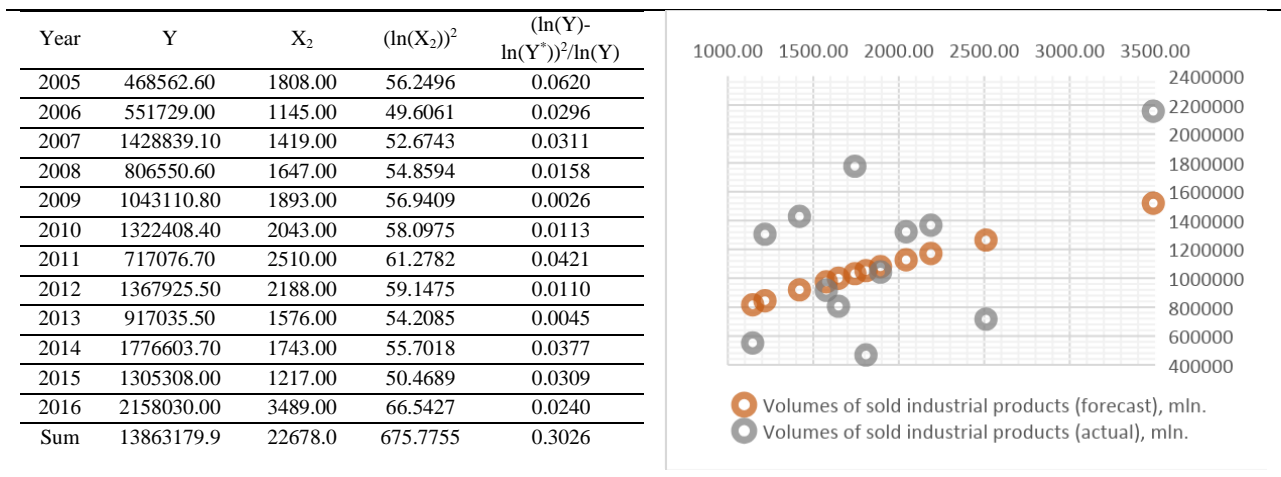 Year Y X₂ (ln(X₂))² (ln(Y)-
ln(Y*))²/ln(Y)
2005 468562.60 1808.00 56.2496 0.0620
2006 551729.00 1145.00 49.6061 0.0296
2007 1428839.10 1419.00 52.6743 0.0311
2008 806550.60 1647.00 54.8594 0.0158
2009 1043110.80 1893.00 56.9409 0.0026
2010 1322408.40 2043.00 58.0975 0.0113
2011 717076.70 2510.00 61.2782 0.0421
2012 1367925.50 2188.00 59.1475 0.0110
2013 917035.50 1576.00 54.2085 0.0045
2014 1776603.70 1743.00 55.7018 0.0377
2015 1305308.00 1217.00 50.4689 0.0309
2016 2158030.00 3489.00 66.5427 0.0240
Sum 13863179.9 22678.0 675.7755 0.3026
1000.00 1500.00 2000.00 2500.00 3000.00 3500.00
2400000
2200000
2000000
1800000
1600000
1400000
1200000
1000000
800000
600000
400000
Volumes of sold industrial products (forecast), mln.
Volumes of sold industrial products (actual), mln.